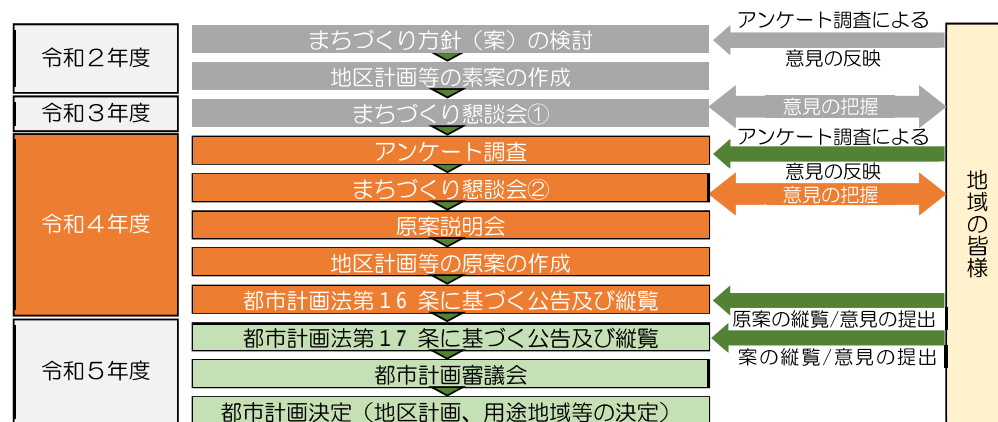 令和２年度
まちづくり方針（案）の検討
アンケート調査による
意見の反映
地区計画等の素案の作成
令和３年度
まちづくり懇談会①
意見の把握
令和４年度
アンケート調査
アンケート調査による
意見の反映
まちづくり懇談会②
意見の把握
原案説明会
地区計画等の原案の作成
都市計画法第１６ 条に基づく公告及び縦覧
原案の縦覧/意見の提出
令和５年度
都市計画法第１７ 条に基づく公告及び縦覧
案の縦覧/意見の提出
都市計画審議会
都市計画決定（地区計画、用途地域等の決定）
地域の皆様